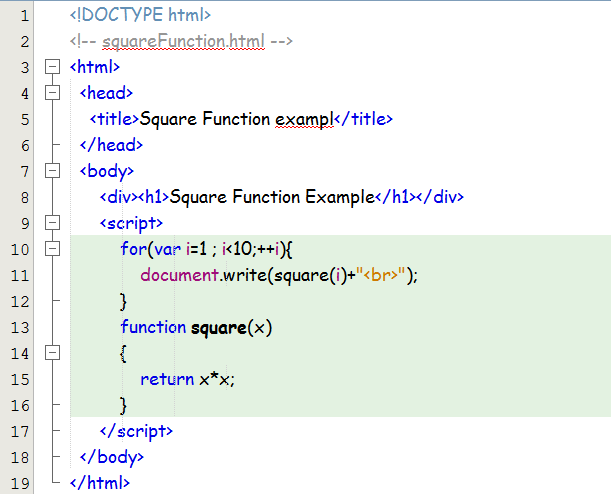 1 <!DOCTYPE html>
2 <!-- squareFunction.html -->
3 <html>
4 <head>
5 <title>Square Function exampl</title>
6 </head>
7 <body>
8 <div><h1>Square Function Example</h1></div>
9 <script>
10 for(var i=1 ; i<10;++i){
11 document.write(square(i)+"<br>");
12 }
13 function square(x)
14 {
15 return x*x;
16 }
17 </script>
18 </body>
19 </html>